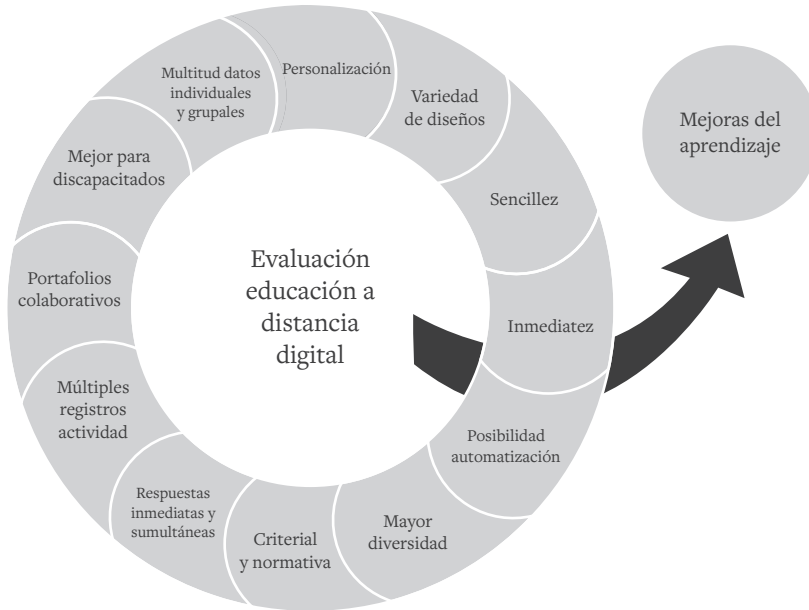 Personalización
Variedad
de diseños
Sencillez
Inmediatez
Posibilidad
automatización
Mayor
diversidad
Criterial
y normativa
Respuestas
inmediatas y
sumultáneas
Múltiples
registros
actividad
Portafolios
colaborativos
Mejor para
discapacitados
Multitud datos
individuales
y grupales
Evaluación
educación a
distancia
digital
Mejoras del
aprendizaje